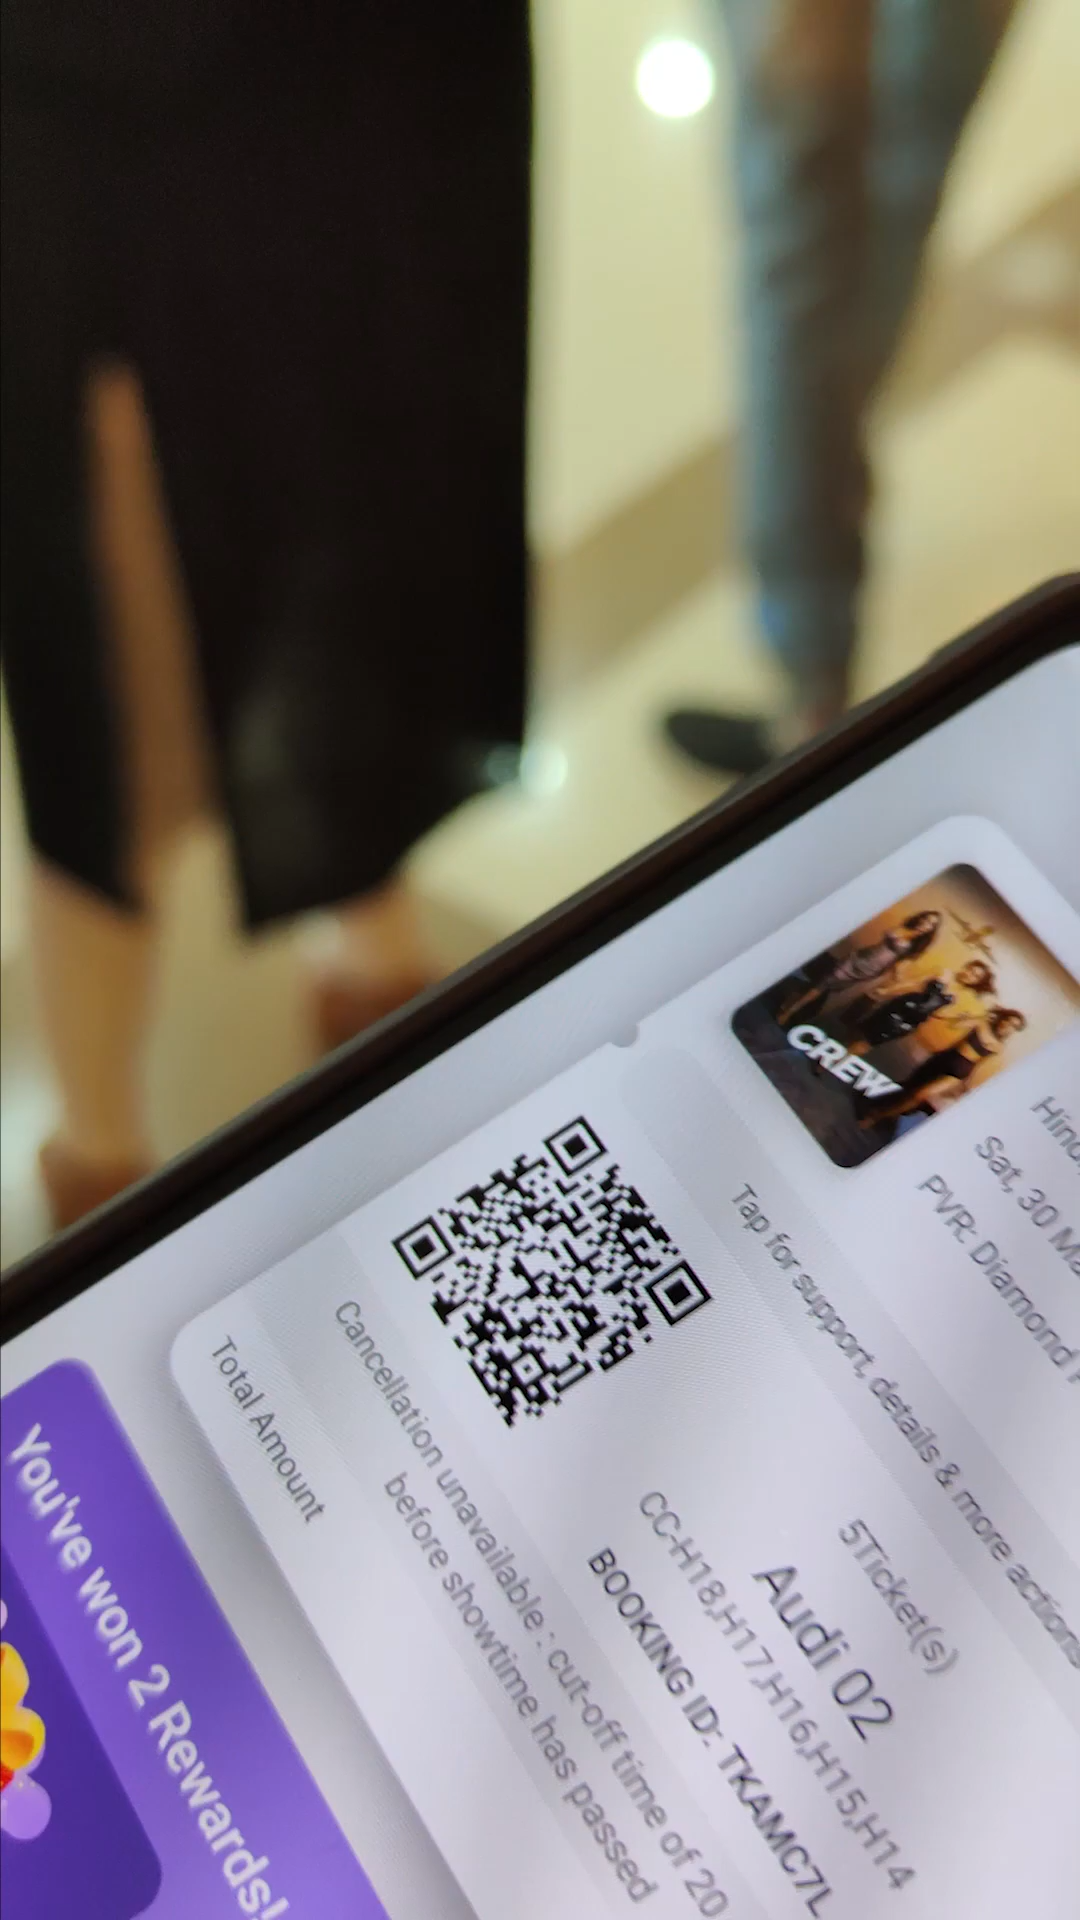 CREW
Hind
Sat, 30 Ma
PVR: Diamond
Tap for support, details & more actions
5Ticket(s)
Audi 02
CC-H18,H17,H16,H15,H14
BOOKING ID: TKAMC7L
Cancellation unavailable : cut-off time of 20
before showtime has passed
Total Amount
You've won 2 Rewards!